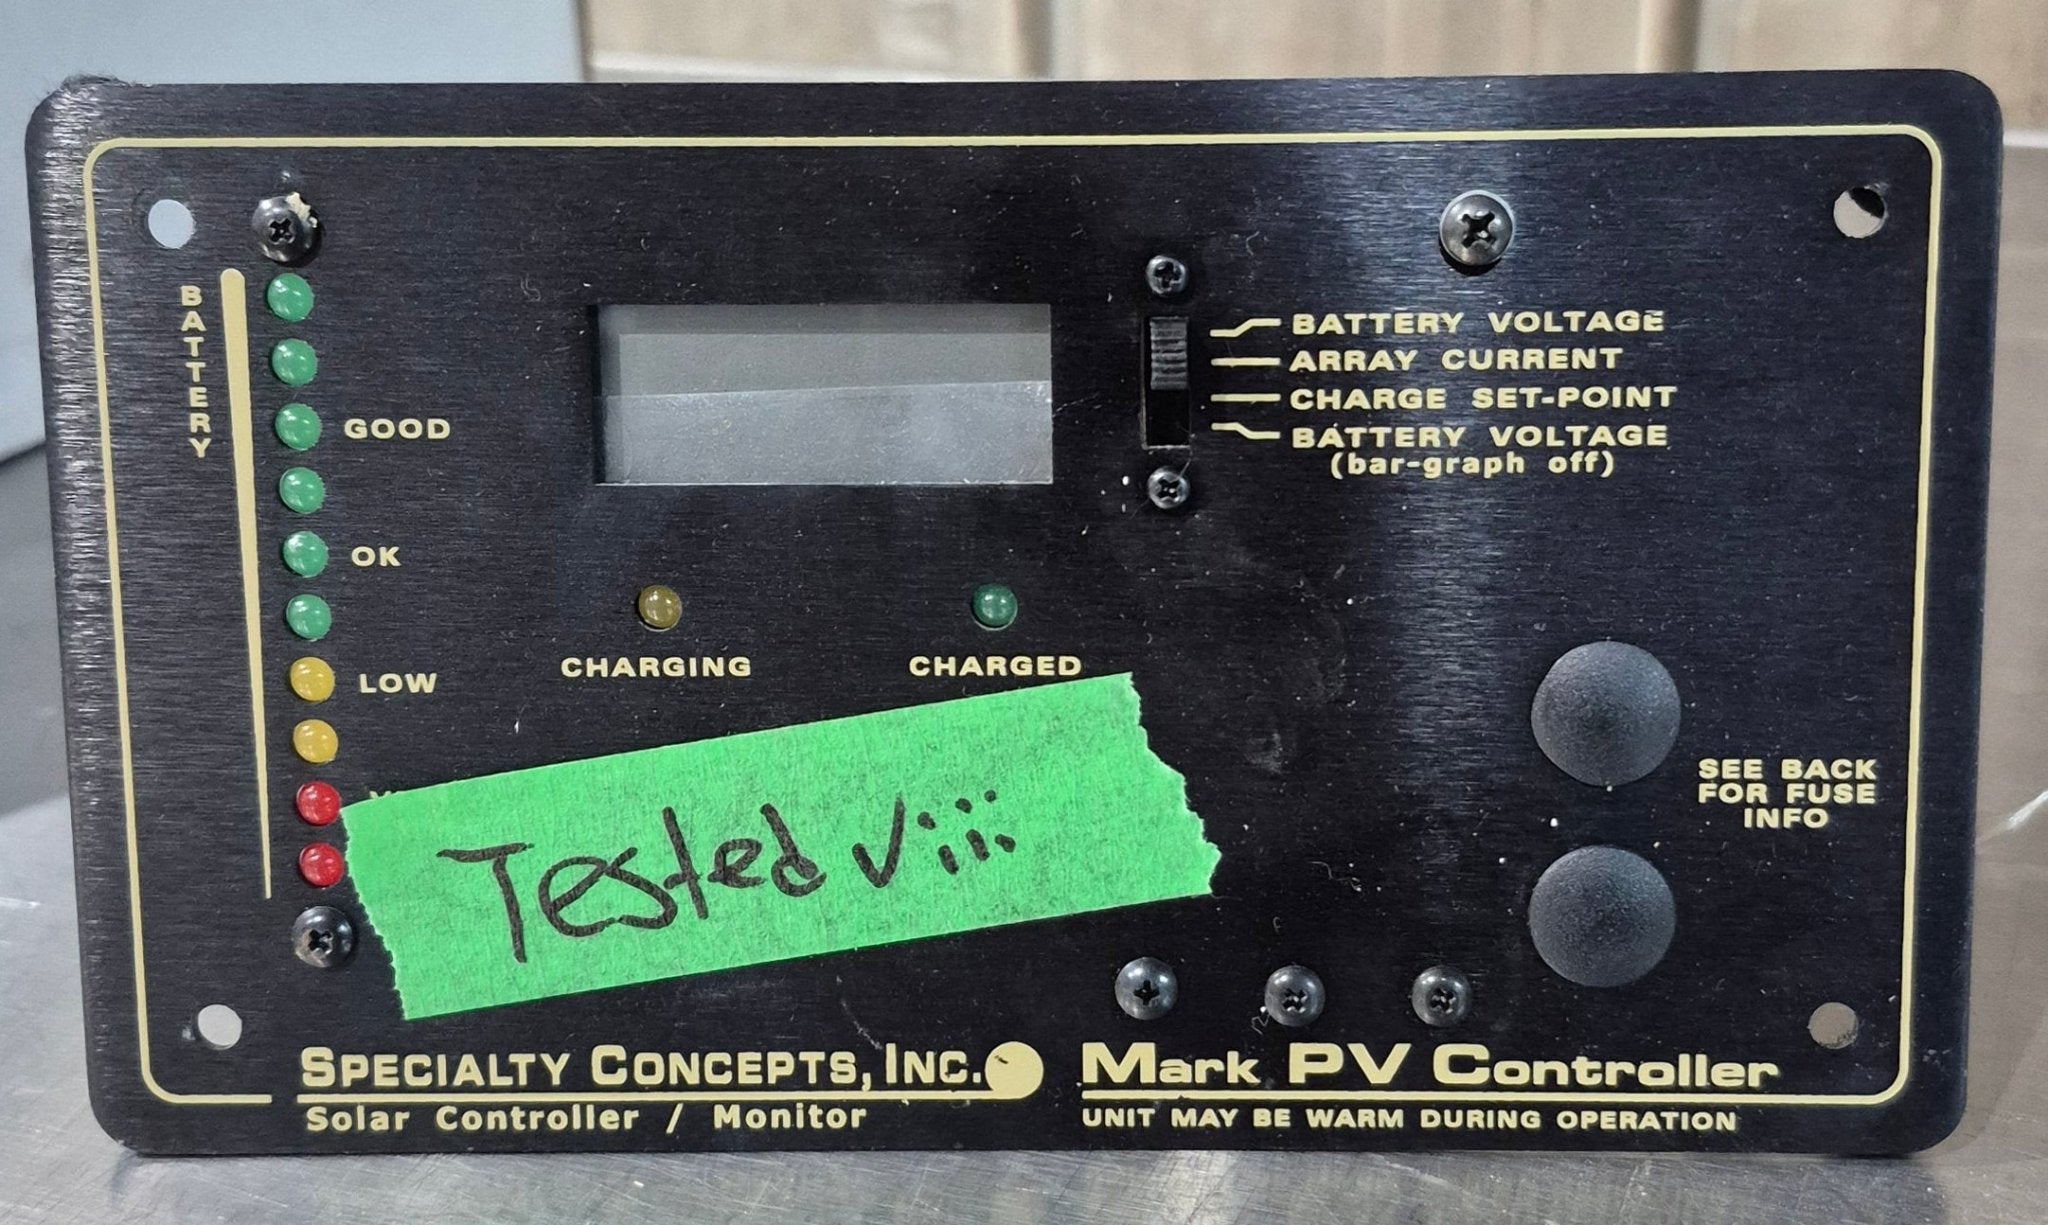 BATTERY
GOOD
OK
LOW
CHARGING
CHARGED
BATTERY VOLTAGE
ARRAY CURRENT
CHARGE SET-POINT
BATTERY VOLTAGE
(bar-graph off)
SEE BACK
FOR FUSE
INFO
Tested viii
SPECIALTY CONCEPTS, INC.
Solar Controller / Monitor
Mark PV Controller
UNIT MAY BE WARM DURING OPERATION